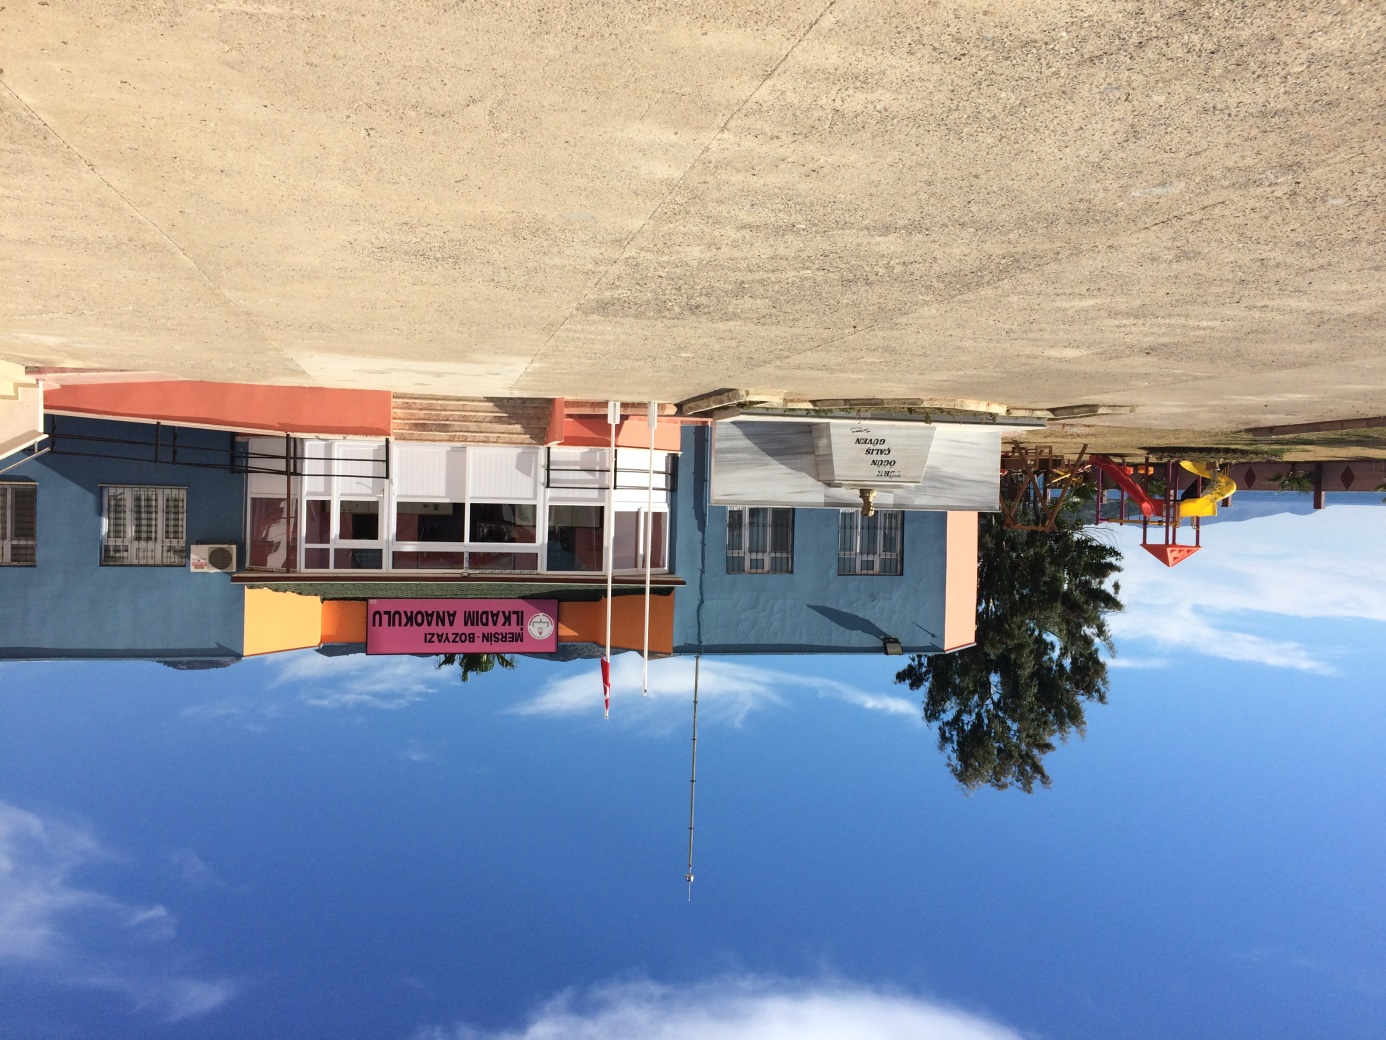 MERSİN - BOZYAZI
İLKADIM ANAOKULU
ÖĞÜN
ÇALIŞ
GÜVEN